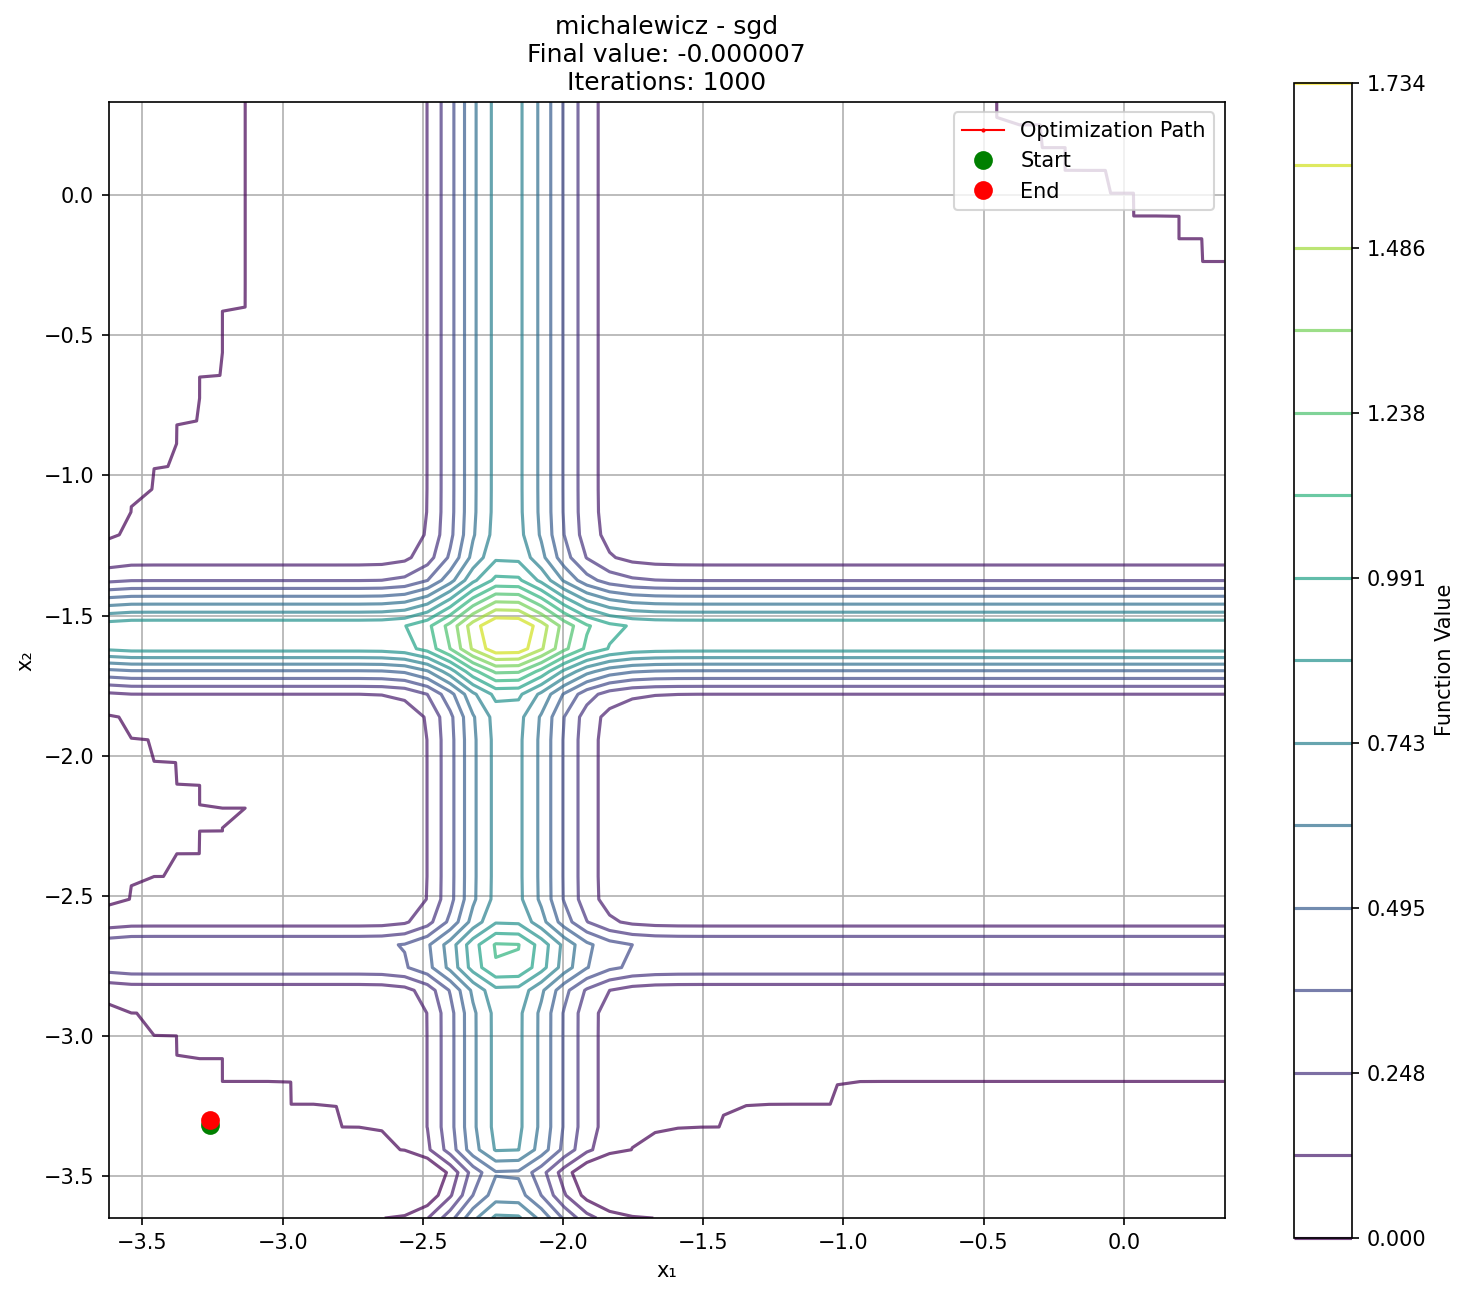 michalewicz - sgd
Final value: -0.000007
Iterations: 1000
Optimization Path
Start
End
0.0
−0.5
−1.0
−1.5
−2.0
−2.5
−3.0
−3.5
x₂
−3.5
−3.0
−2.5
−2.0
−1.5
−1.0
−0.5
0.0
x₁
1.734
1.486
1.238
0.991
0.743
0.495
0.248
0.000
Function Value